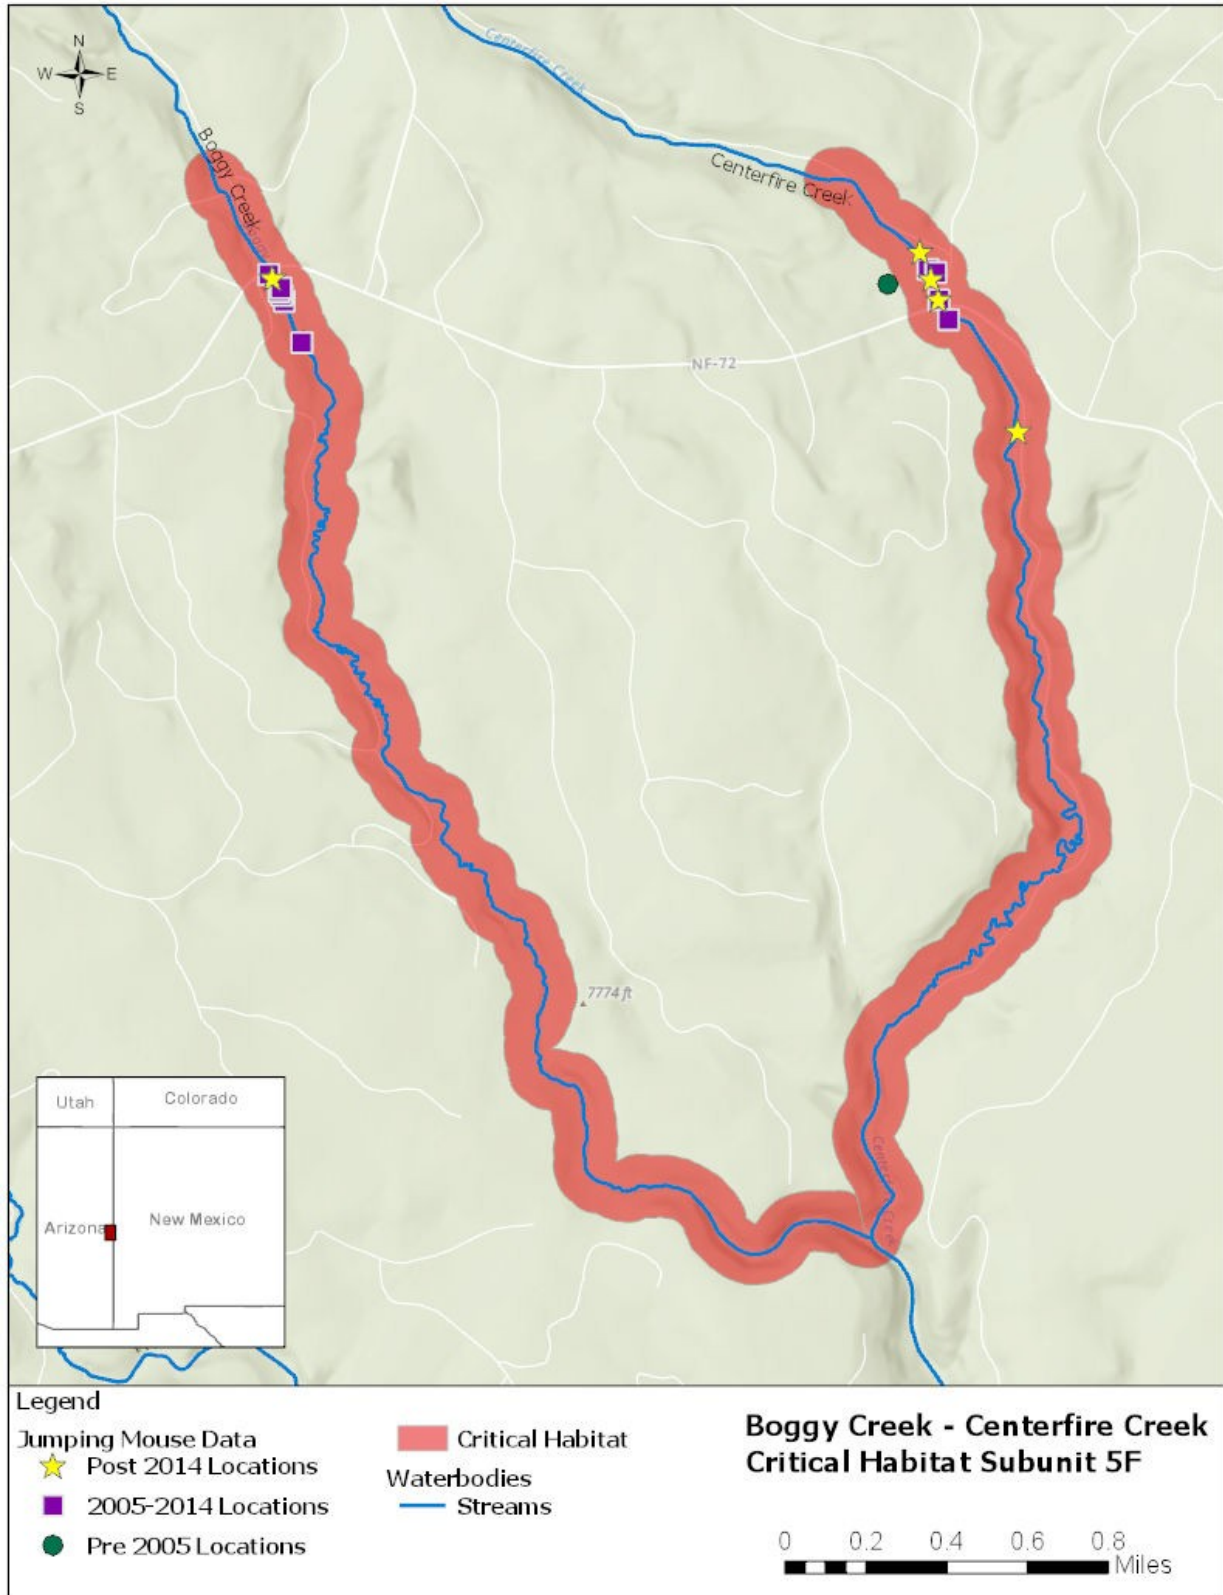 N
W E
S
Centerfire Creek
Boggy Creek
Centerfire Creek
NF-72
7774 ft
Utah
Colorado
Arizona
New Mexico
Legend
Jumping Mouse Data
Post 2014 Locations
2005-2014 Locations
Pre 2005 Locations
Critical Habitat
Waterbodies
Streams
Boggy Creek - Centerfire Creek
Critical Habitat Subunit 5F
0 0.2 0.4 0.6 0.8
Miles